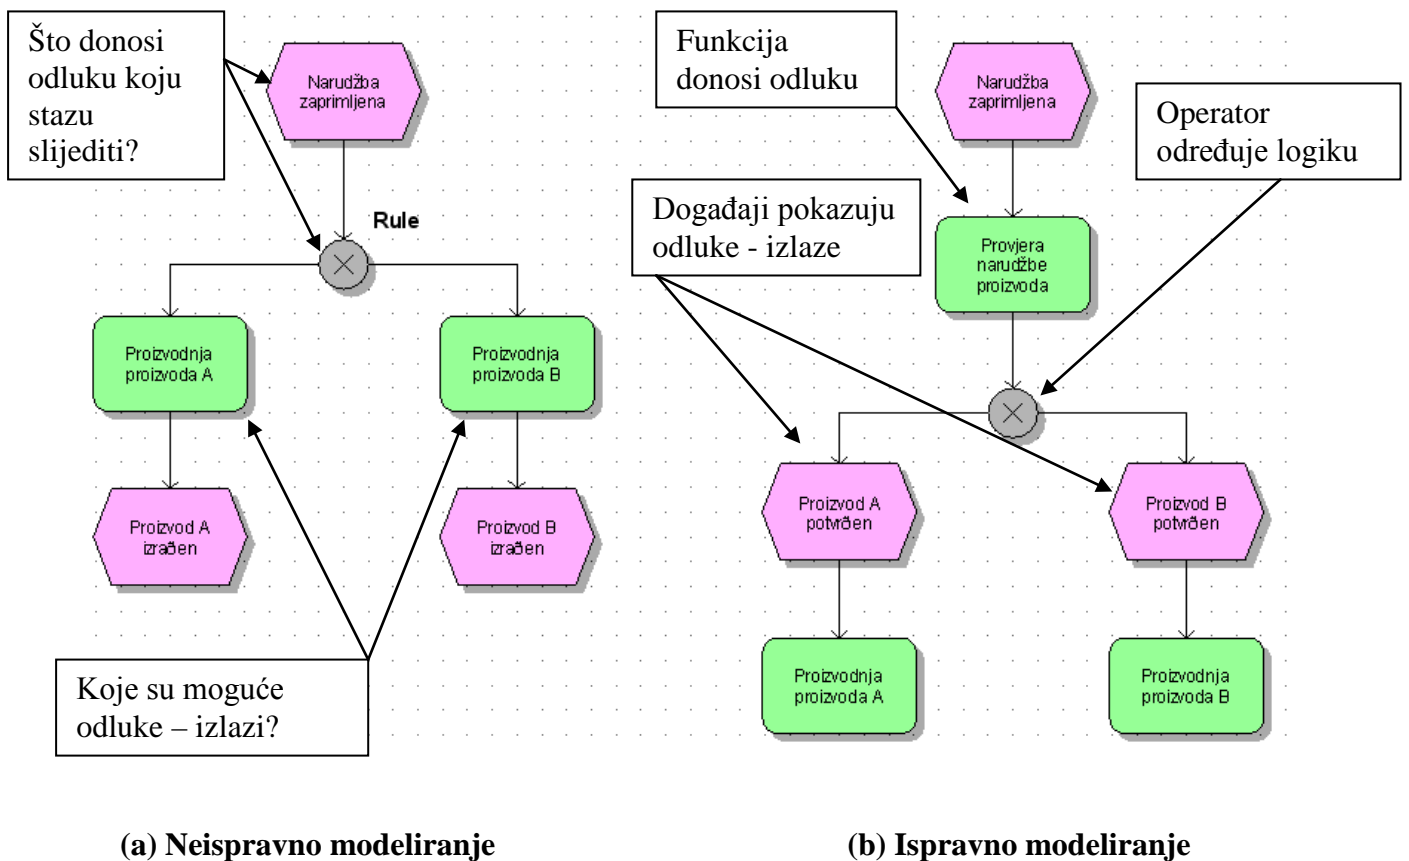 Što donosi
odluku koju
stazu
slijediti?
Narudžba
zaprimljena
Rule
Proizvodnja
proizvoda A
Proizvodnja
proizvoda B
Proizvod A
izrađen
Proizvod B
izrađen
Koje su moguće
odluke – izlazi?
(a) Neispravno modeliranje
Funkcija
donosi odluku
Narudžba
zaprimljena
Operator
određuje logiku
Događaji pokazuju
odluke - izlaze
Provjera
narudžbe
proizvoda
Proizvod A
potvrđen
Proizvod B
potvrđen
Proizvodnja
proizvoda A
Proizvodnja
proizvoda B
(b) Ispravno modeliranje